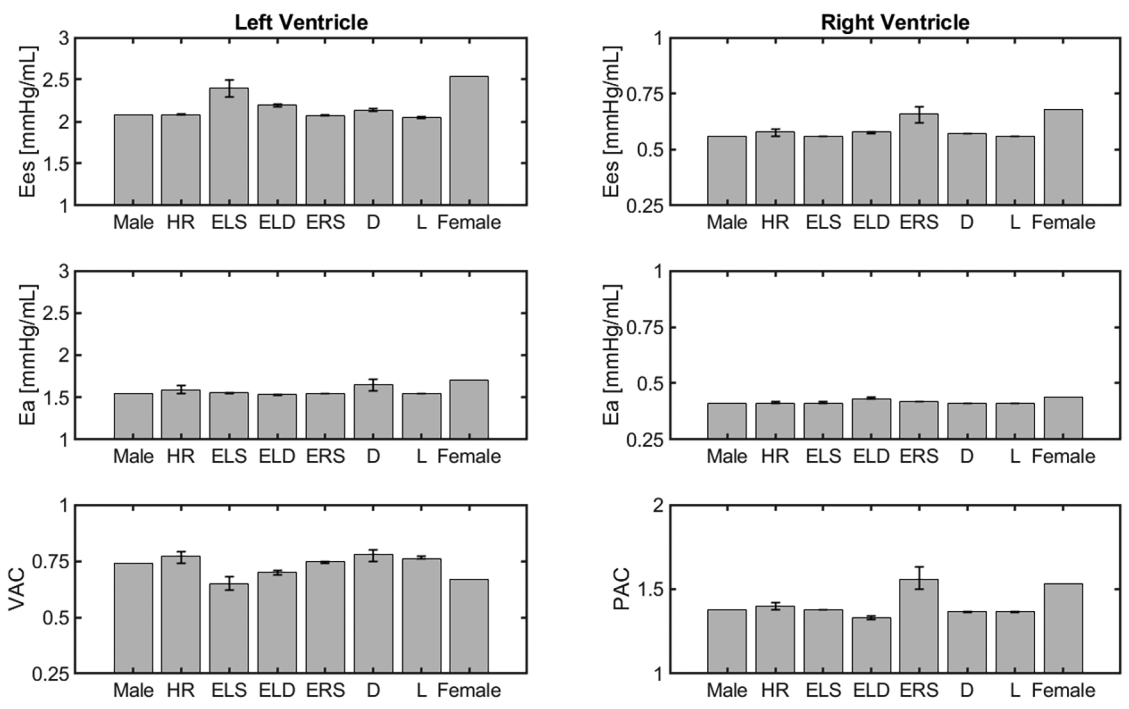 Left Ventricle
Ees [mmHg/mL]
3
2.5
2
1.5
1
Male HR ELS ELD ERS D L Female
Right Ventricle
Ees [mmHg/mL]
1
0.75
0.5
0.25
Male HR ELS ELD ERS D L Female
Ea [mmHg/mL]
3
2.5
2
1.5
1
Male HR ELS ELD ERS D L Female
Ea [mmHg/mL]
1
0.75
0.5
0.25
Male HR ELS ELD ERS D L Female
VAC
1
0.75
0.5
0.25
Male HR ELS ELD ERS D L Female
PAC
2
1.5
1
Male HR ELS ELD ERS D L Female